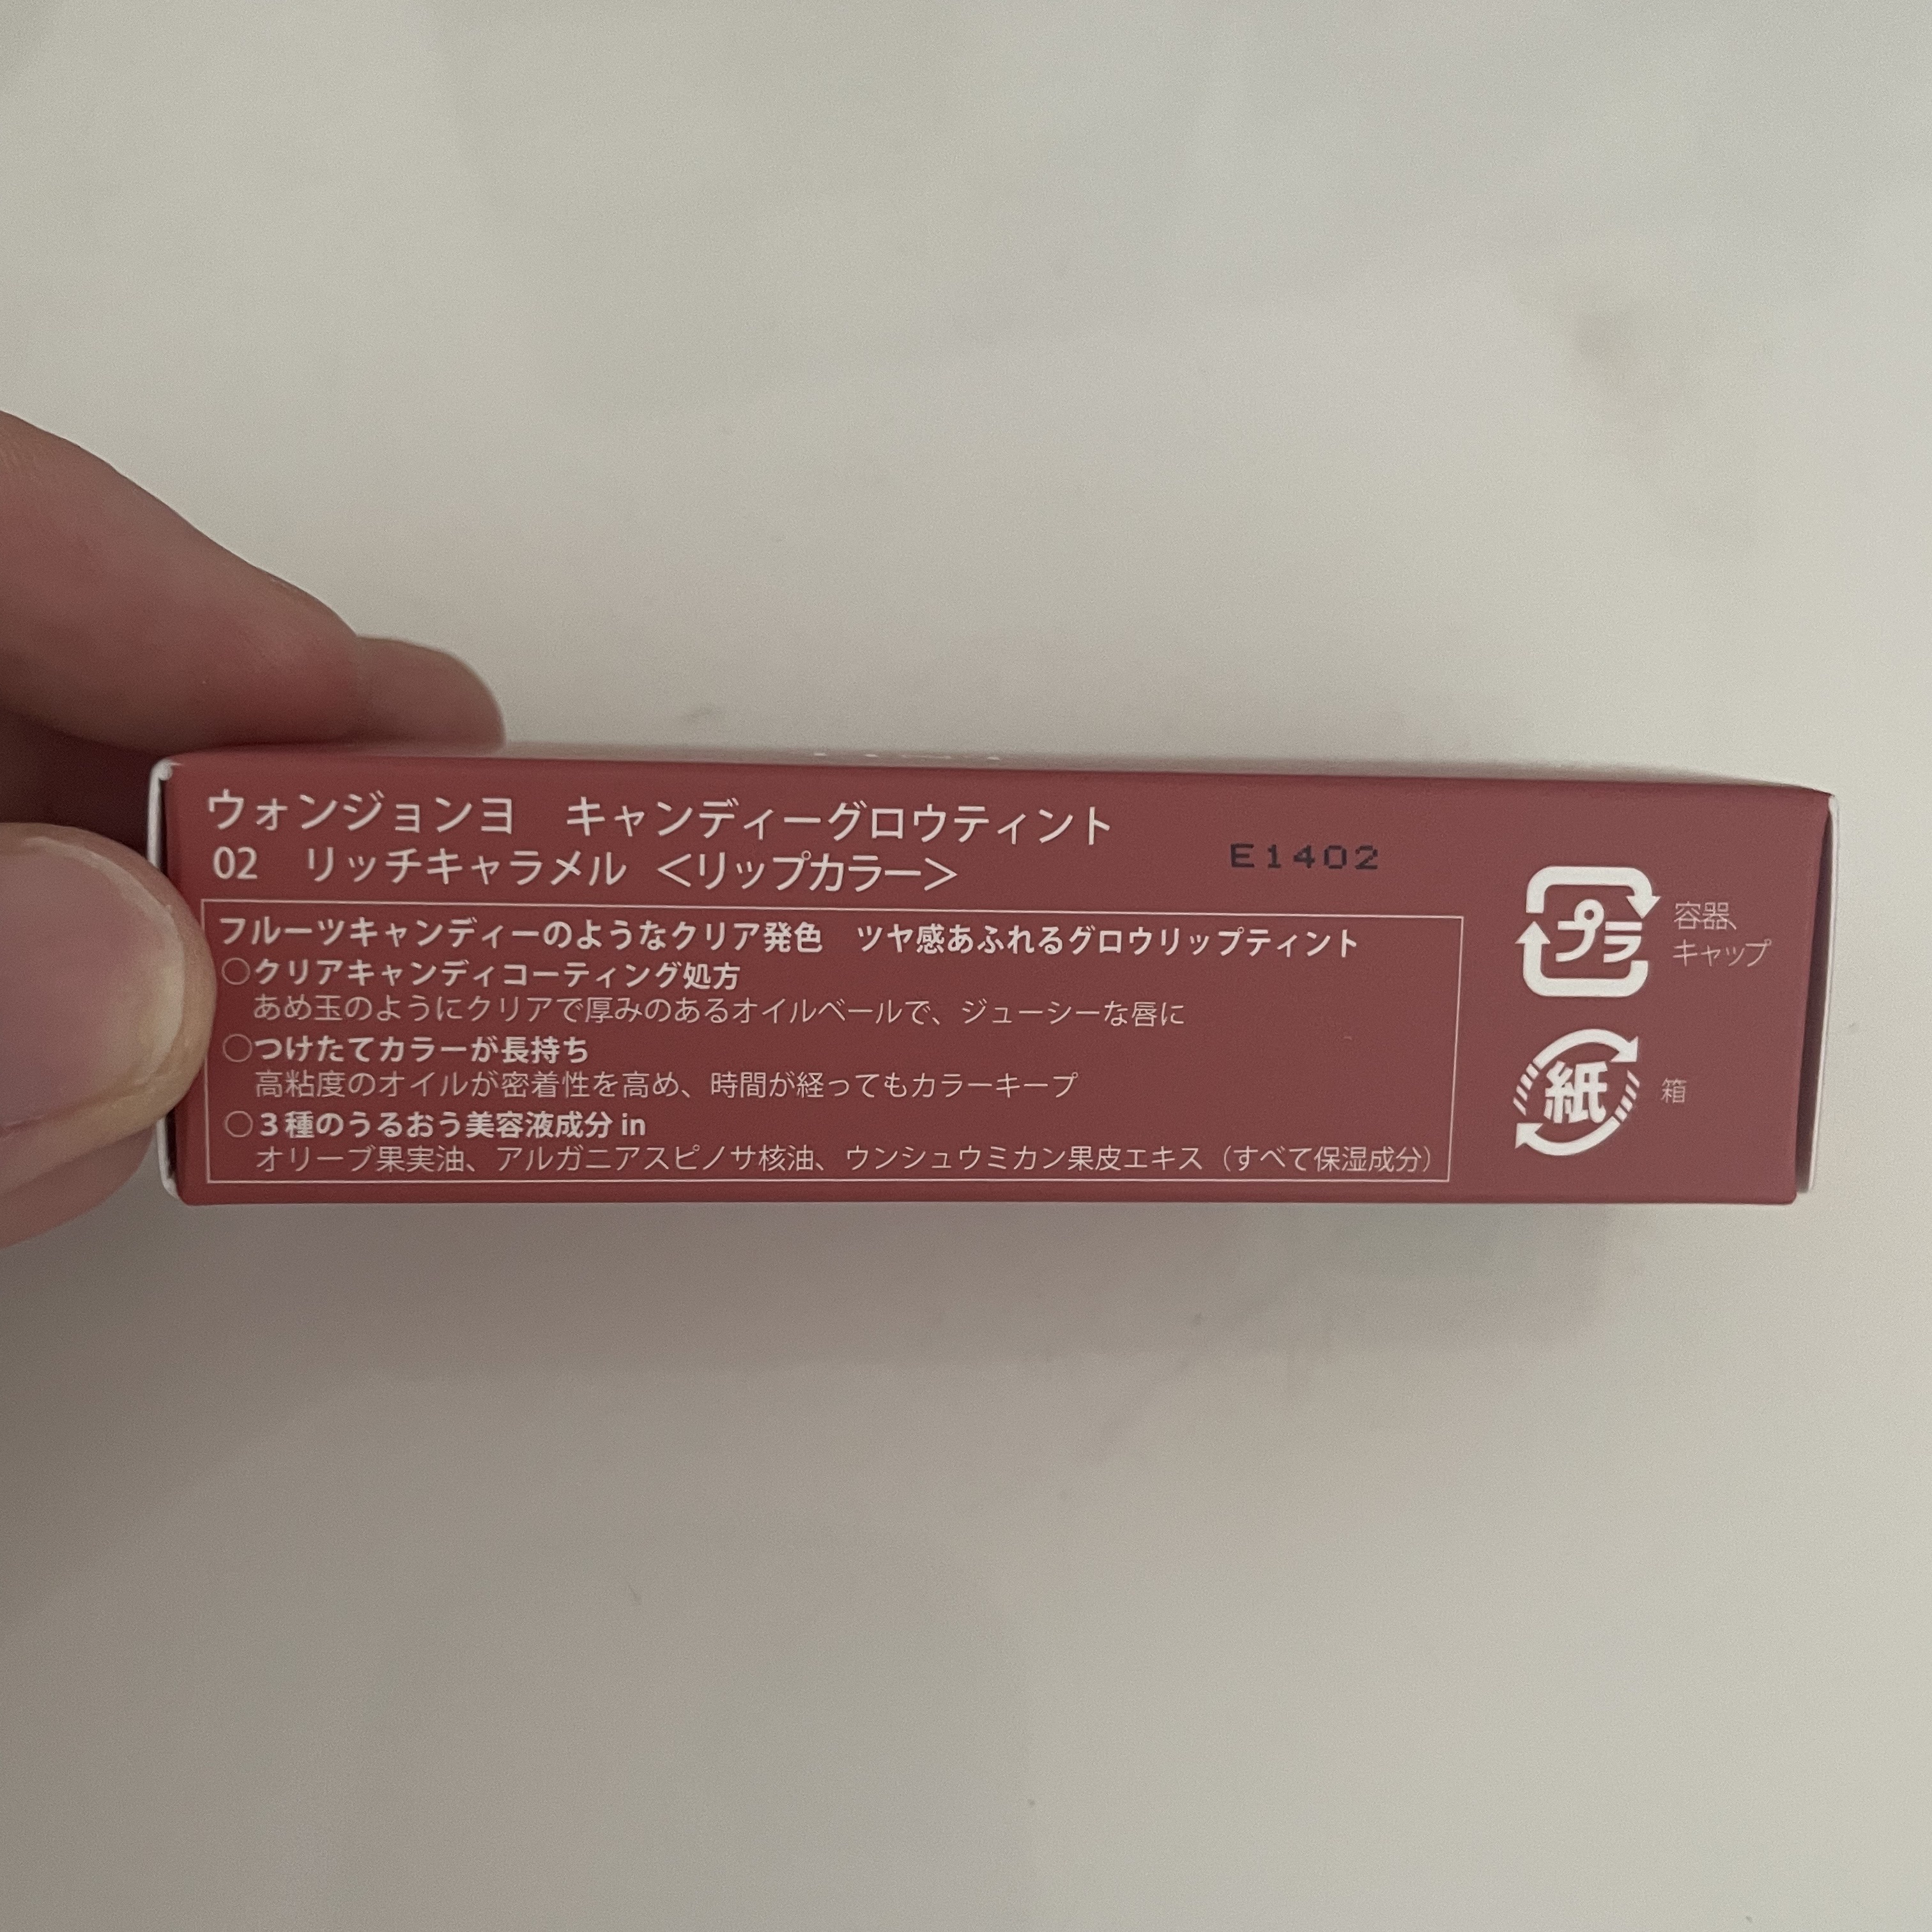 ウォンジョンヨ　キャンディーグロウティント
02　リッチキャラメル ＜リップカラー＞
E1402
フルーツキャンディーのようなクリア発色　ツヤ感あふれるグロウリップティント
○クリアキャンディコーティング処方
あめ玉のようにクリアで厚みのあるオイルベールで、ジューシーな唇に
○つけたてカラーが長持ち
高粘度のオイルが密着性を高め、時間が経ってもカラーキープ
○３種のうるおう美容液成分 in
オリーブ果実油、アルガニアスピノサ核油、ウンシュウミカン果皮エキス（すべて保湿成分）
プラ
容器、
キャップ
紙
箱